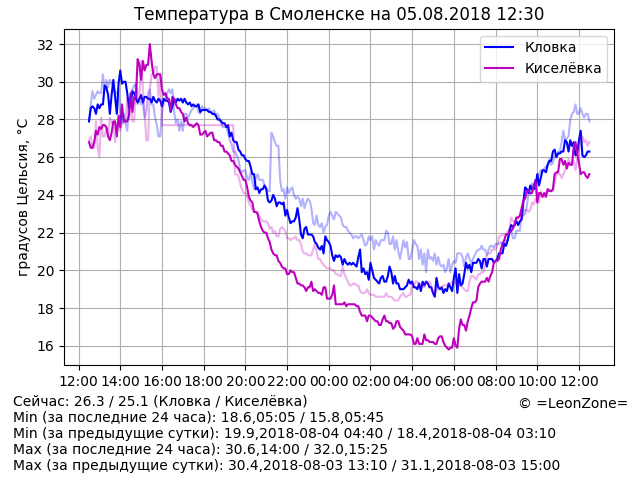 Температура в Смоленске на 05.08.2018 12:30
32
30
28
26
24
22
20
18
16
градусов Цельсия, °C
Кловка
Киселёвка
12:00 14:00 16:00 18:00 20:00 22:00 00:00 02:00 04:00 06:00 08:00 10:00 12:00
Сейчас: 26.3 / 25.1 (Кловка / Киселёвка)
© =LeonZone=
Min (за последние 24 часа): 18.6,05:05 / 15.8,05:45
Min (за предыдущие сутки): 19.9,2018-08-04 04:40 / 18.4,2018-08-04 03:10
Max (за последние 24 часа): 30.6,14:00 / 32.0,15:25
Max (за предыдущие сутки): 30.4,2018-08-03 13:10 / 31.1,2018-08-03 15:00